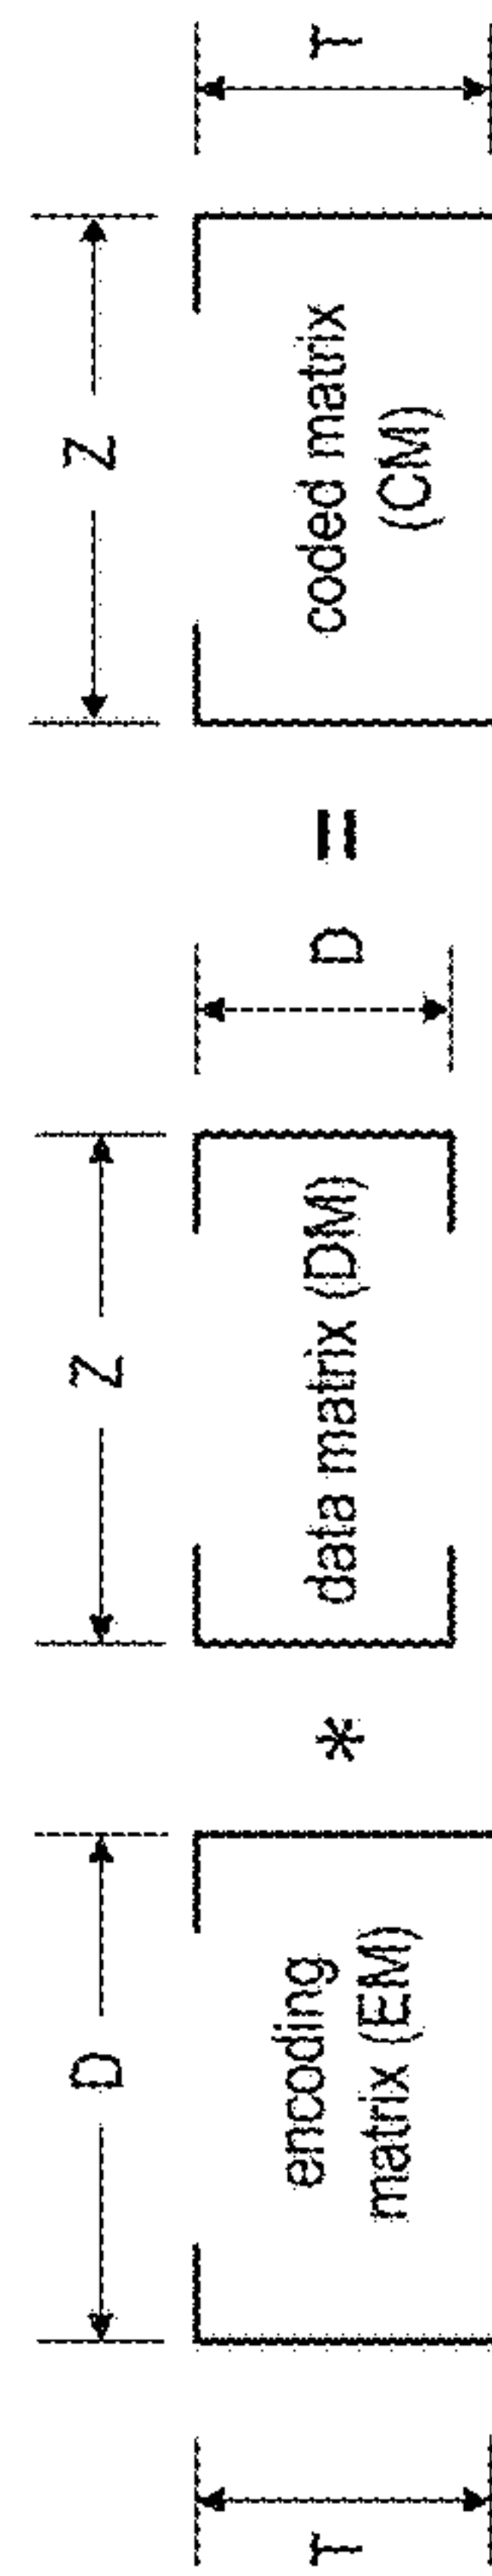 T
D
encoding
matrix (EM)
*
Z
data matrix (DM)
D
=
Z
coded matrix
(CM)
T